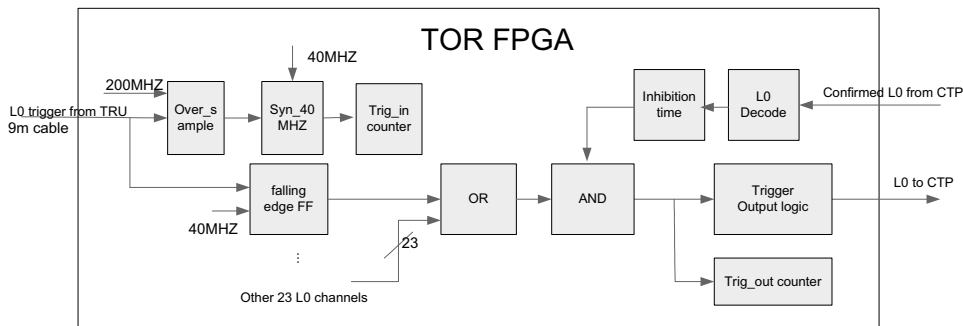 TOR FPGA
40MHZ
200MHZ
L0 trigger from TRU
9m cable
Over_s
ample
Syn_40
MHZ
Trig_in
counter
Inhibition
time
L0
Decode
Confirmed L0 from CTP
falling
edge FF
40MHZ
OR
AND
Trigger
Output logic
L0 to CTP
23
...
Other 23 L0 channels
Trig_out counter